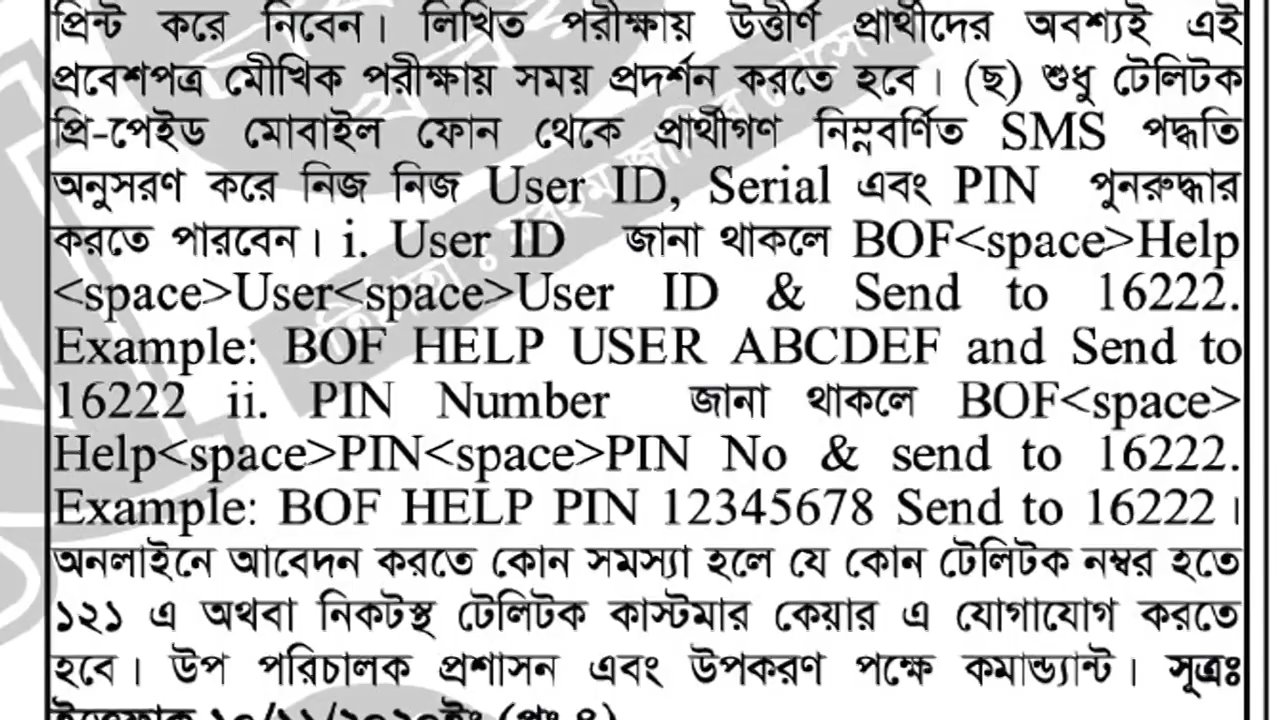 প্রিন্ট করে নিবেন। লিখিত পরীক্ষায় উত্তীর্ণ প্রার্থীদের অবশ্যই এই
প্রবেশপত্র মৌখিক পরীক্ষায় সময় প্রদর্শন করতে হবে। (ছ) শুধু টেলিটক
প্রি-পেইড মোবাইল ফোন থেকে প্রার্থীগণ নিম্নবর্ণিত SMS পদ্ধতি
অনুসরণ করে নিজ নিজ User ID, Serial এবং PIN পুনরুদ্ধার
করতে পারবেন। i. User ID জানা থাকলে BOF<space>Help
<space>User<space>User ID & Send to 16222.
Example: BOF HELP USER ABCDEF and Send to
16222 ii. PIN Number জানা থাকলে BOF<space>
Help<space>PIN<space>PIN No & send to 16222.
Example: BOF HELP PIN 12345678 Send to 16222।
অনলাইনে আবেদন করতে কোন সমস্যা হলে যে কোন টেলিটক নম্বর হতে
১২১ এ অথবা নিকটস্থ টেলিটক কাস্টমার কেয়ার এ যোগাযোগ করতে
হবে। উপ পরিচালক প্রশাসন এবং উপকরণ পক্ষে কমান্ড্যান্ট। সূত্রঃ
ইত্তেফাক ১০/১১/২০২০ইং (পৃঃ ৪)